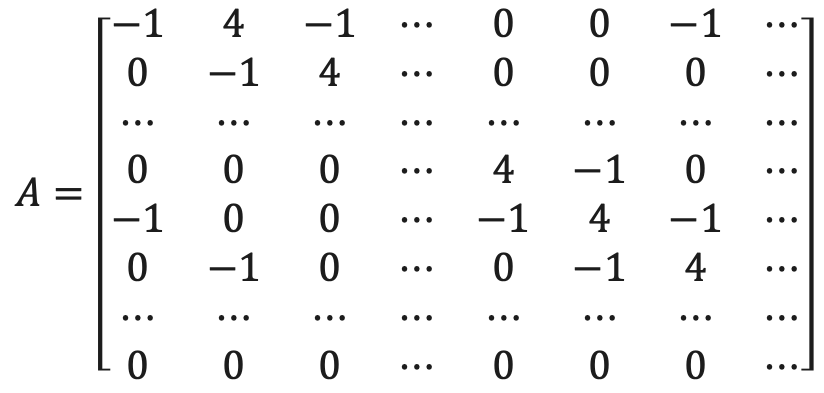 −1 4 −1 ⋯ 0 0 −1 ⋯
0 −1 4 ⋯ 0 0 0 ⋯
⋯ ⋯ ⋯ ⋯ ⋯ ⋯ ⋯ ⋯
0 0 0 ⋯ 4 −1 0 ⋯
A = −1 0 0 ⋯ −1 4 −1 ⋯
0 −1 0 ⋯ 0 −1 4 ⋯
⋯ ⋯ ⋯ ⋯ ⋯ ⋯ ⋯ ⋯
0 0 0 ⋯ 0 0 0 ⋯